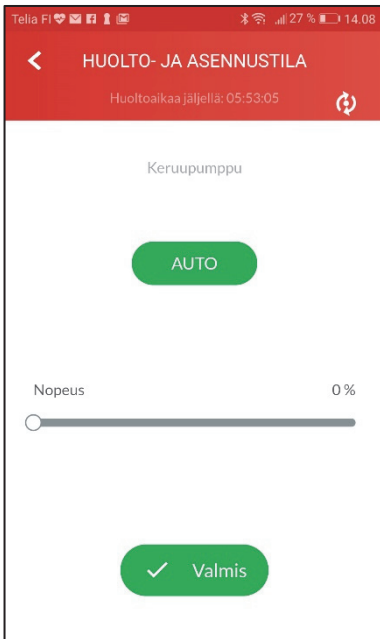 Telia FI 27 % 14.08
HUOLTO- JA ASENNUSTILA
Huoltoaikaa jäljellä: 05:53:05
Keruupumppu
AUTO
Nopeus 0 %
Valmis